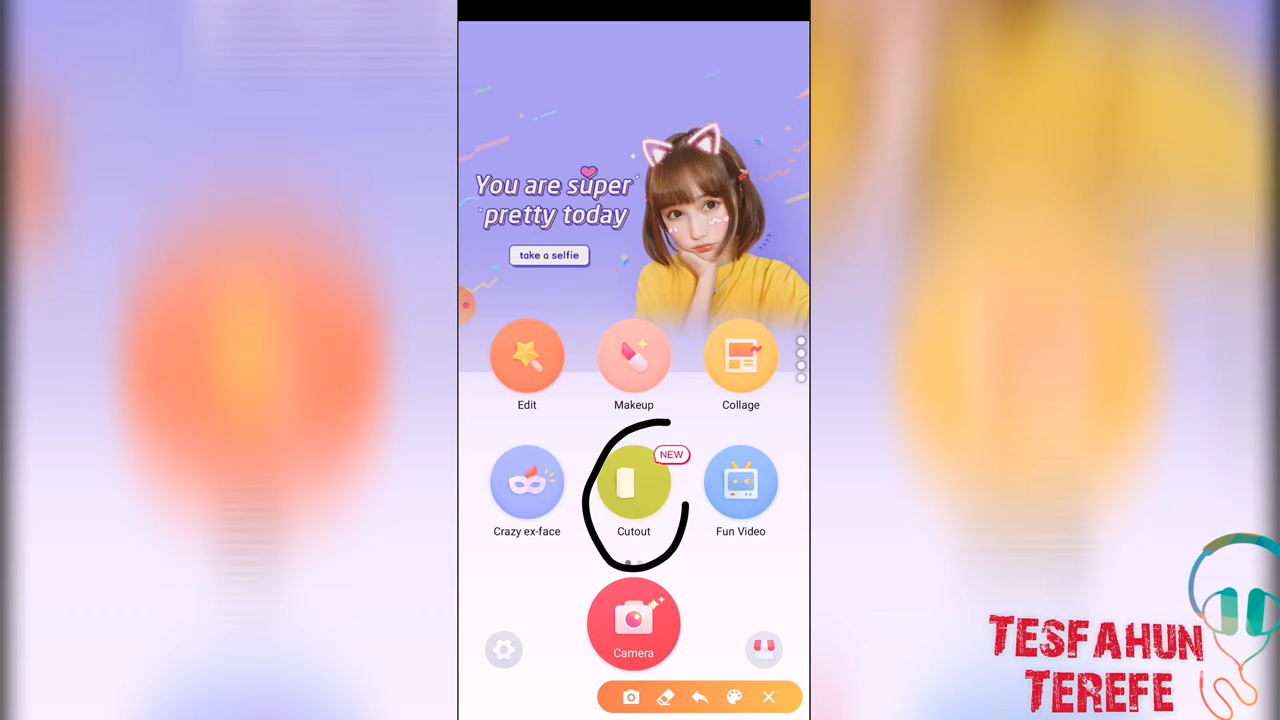 You are super
pretty today
take a selfie
Edit
Makeup
Collage
NEW
Crazy ex-face
Cutout
Fun Video
Camera
TESFAHUN
TEREFE